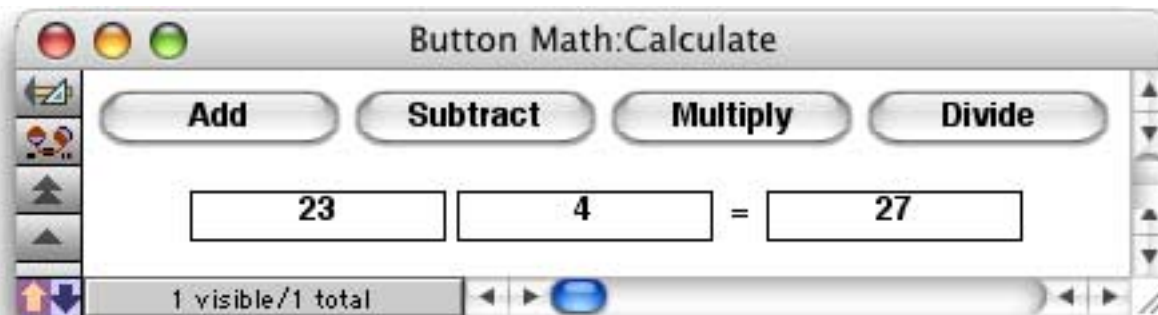 Button Math:Calculate
Add Subtract Multiply Divide
23 4 = 27
1 visible/1 total